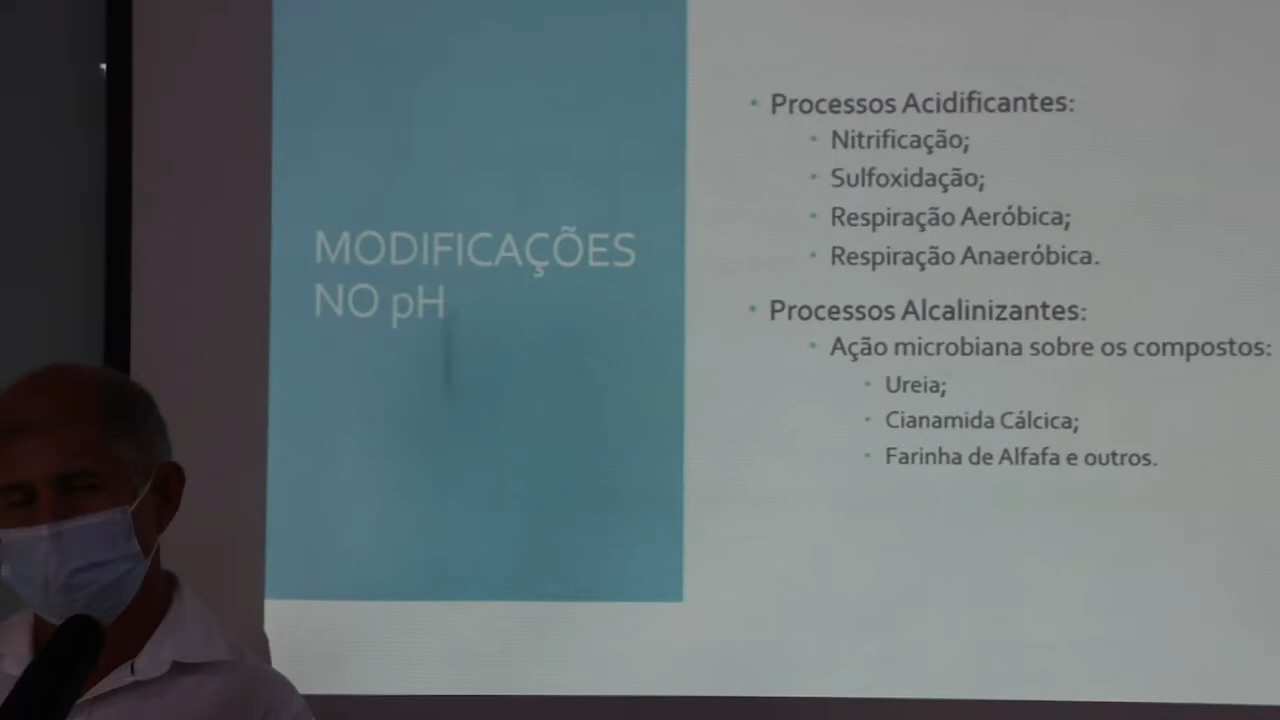 MODIFICAÇÕES
NO pH
• Processos Acidificantes:
• Nitrificação;
• Sulfoxidação;
• Respiração Aeróbica;
• Respiração Anaeróbica.
• Processos Alcalinizantes:
• Ação microbiana sobre os compostos:
• Ureia;
• Cianamida Cálcica;
• Farinha de Alfafa e outros.